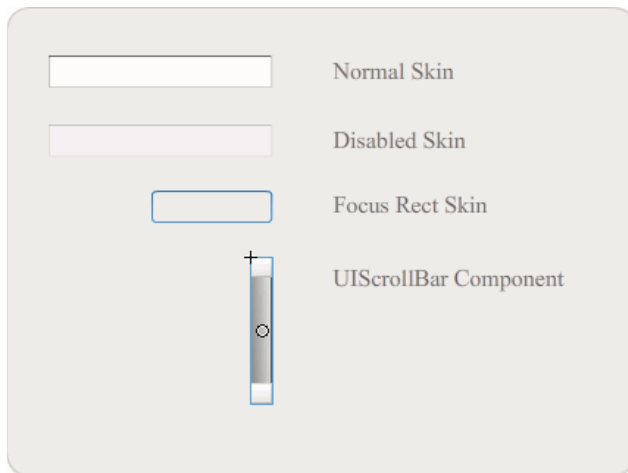 Normal Skin
Disabled Skin
Focus Rect Skin
UIScrollBar Component